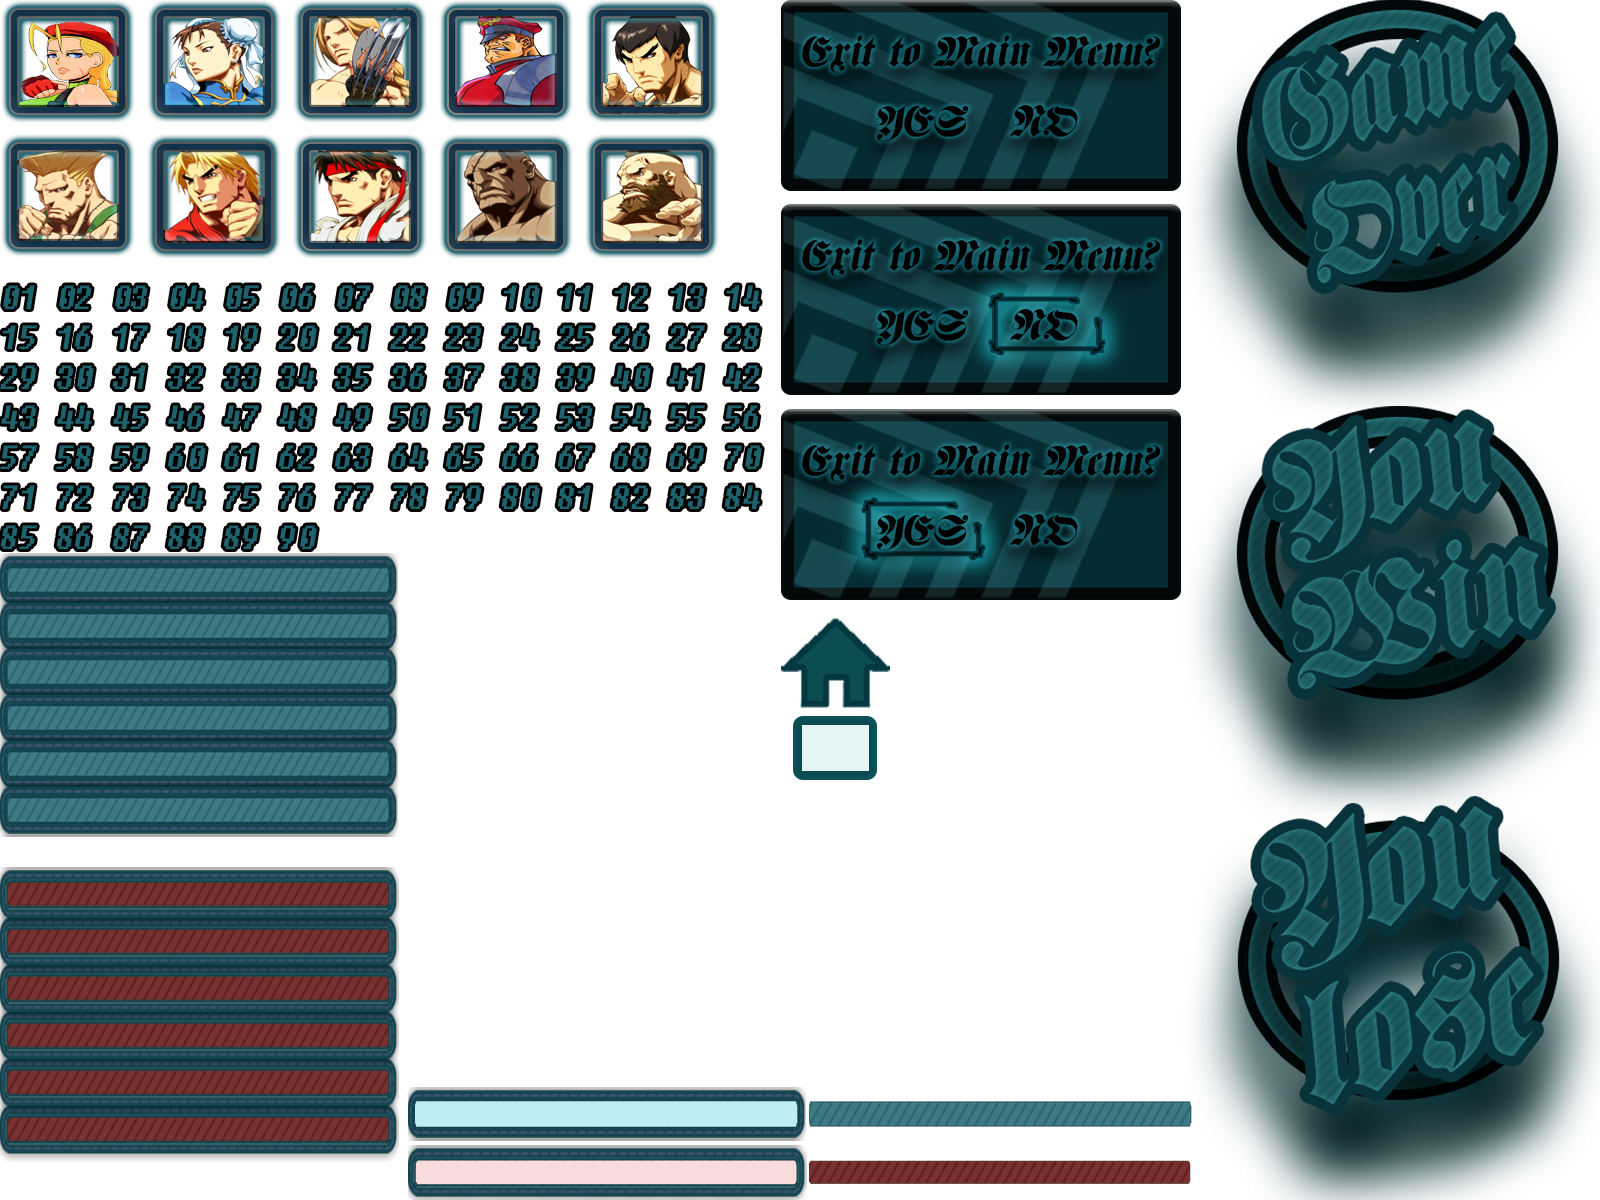 01 02 03 04 05 06 07 08 09 10 11 12 13 14
15 16 17 18 19 20 21 22 23 24 25 26 27 28
29 30 31 32 33 34 35 36 37 38 39 40 41 42
43 44 45 46 47 48 49 50 51 52 53 54 55 56
57 58 59 60 61 62 63 64 65 66 67 68 69 70
71 72 73 74 75 76 77 78 79 80 81 82 83 84
85 86 87 88 89 90
Exit to Main Menu?
YES NO
Exit to Main Menu?
YES NO
Exit to Main Menu?
YES NO
Game
Over
You
Win
You
lose